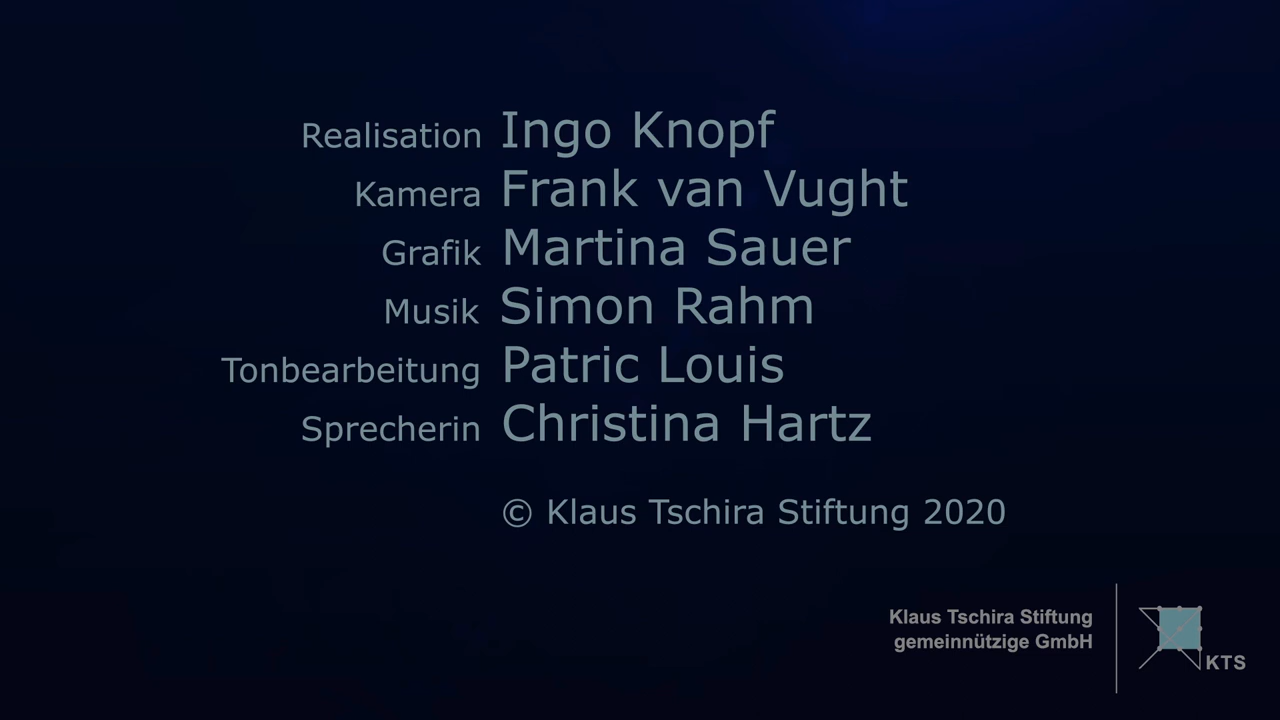 Realisation Ingo Knopf
Kamera Frank van Vught
Grafik Martina Sauer
Musik Simon Rahm
Tonbearbeitung Patric Louis
Sprecherin Christina Hartz
© Klaus Tschira Stiftung 2020
Klaus Tschira Stiftung
gemeinnützige GmbH
KTS